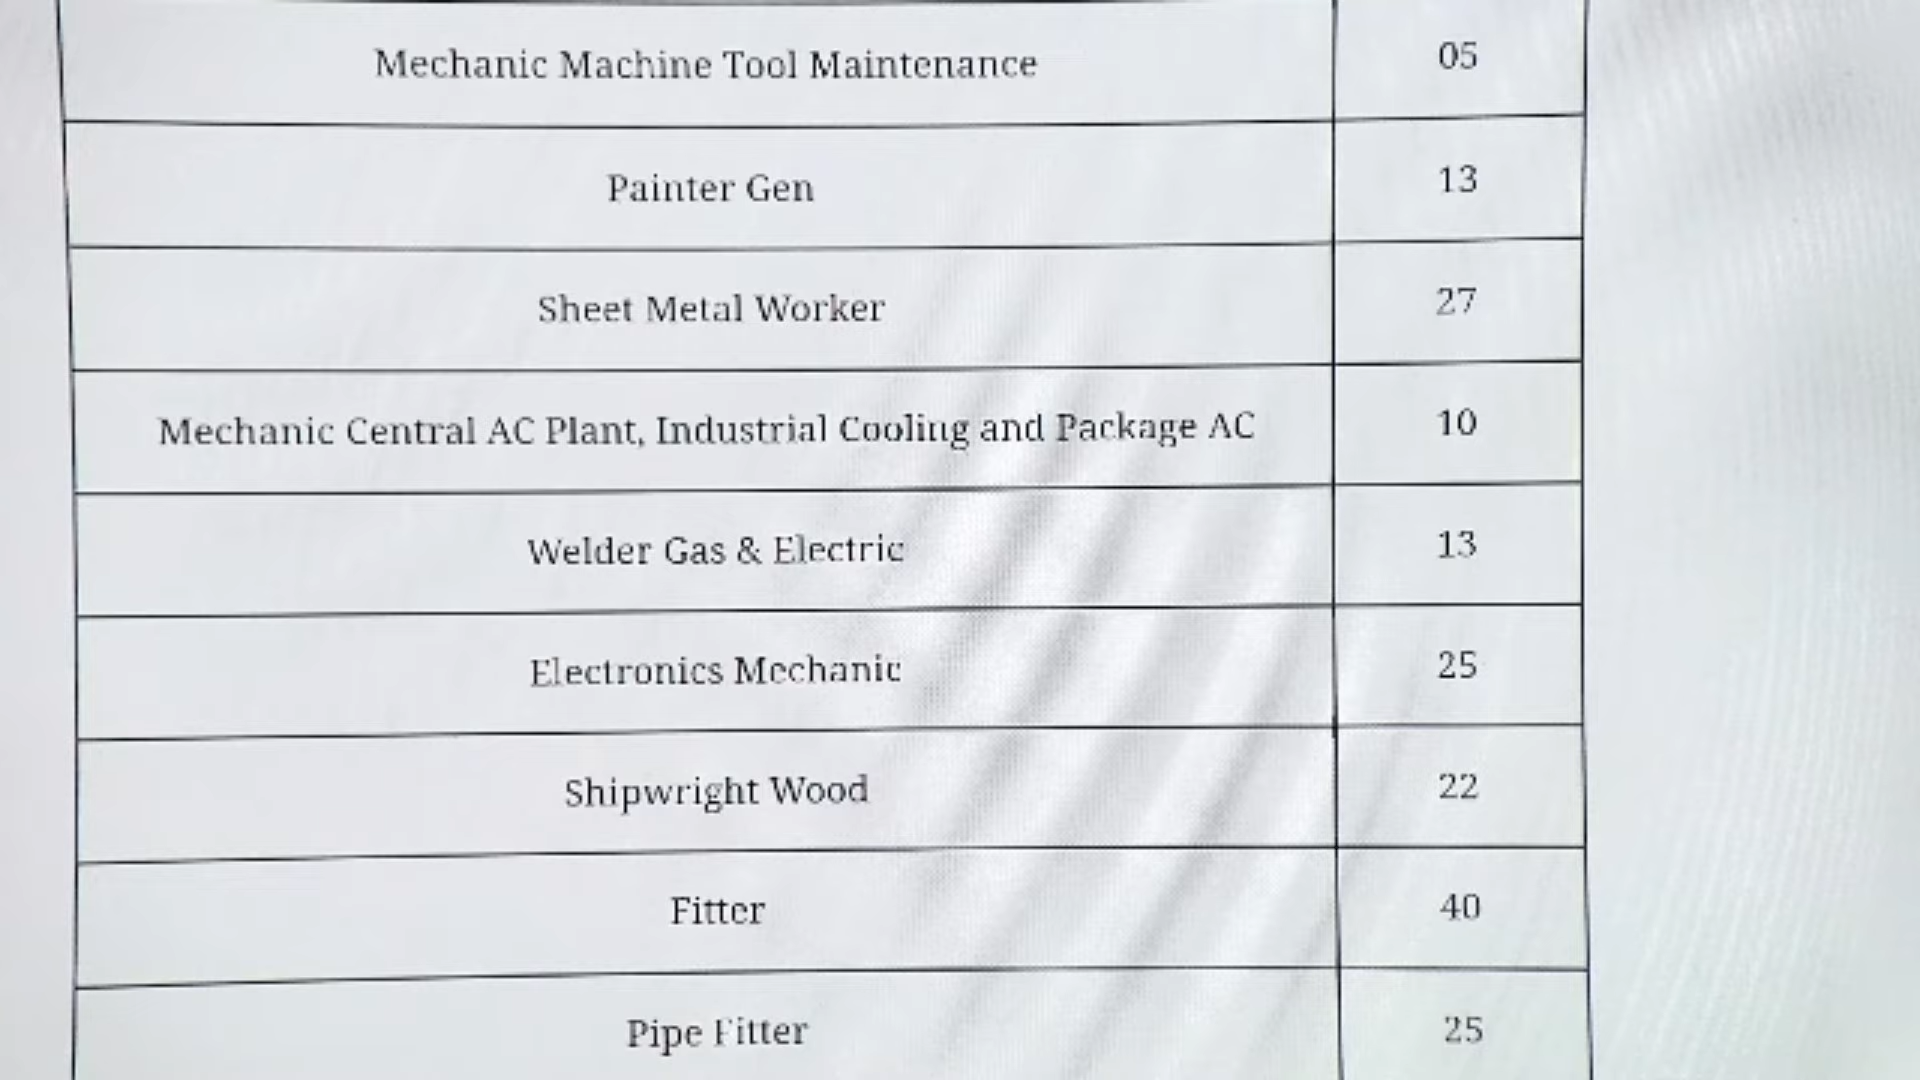 Mechanic Machine Tool Maintenance 05
Painter Gen 13
Sheet Metal Worker 27
Mechanic Central AC Plant, Industrial Cooling and Package AC 10
Welder Gas & Electric 13
Electronics Mechanic 25
Shipwright Wood 22
Fitter 40
Pipe Fitter 25